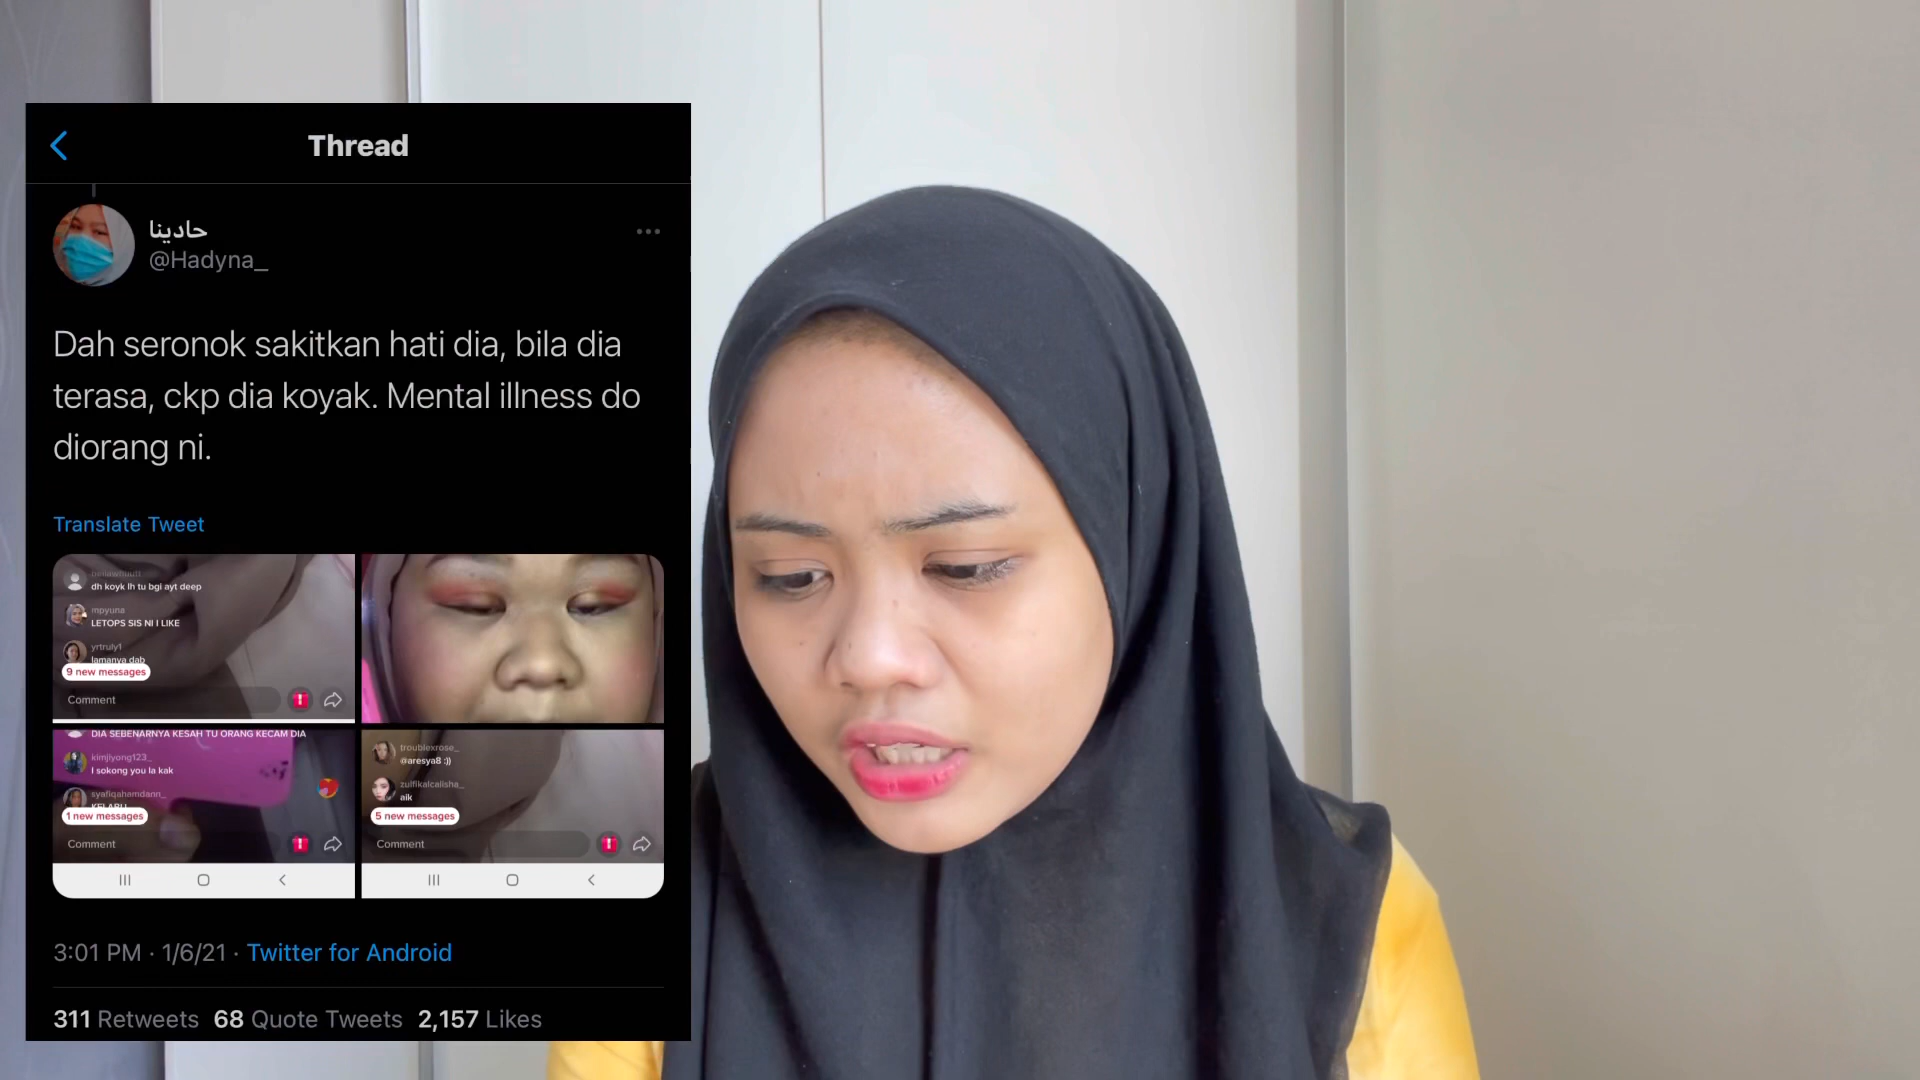 Thread
حادينا
@Hadyna_
Dah seronok sakitkan hati dia, bila dia
terasa, ckp dia koyak. Mental illness do
diorang ni.
Translate Tweet
dh koyk lh tu bgi ayt deep
mpyuna
LETOPS SIS NI I LIKE
yrtruly1
lamanya dab
9 new messages
Comment
DIA SEBENARNYA KESAH TU ORANG KECAM DIA
kimjiyong123_
I sokong you la kak
syafiqahamdann_
KELABU
1 new messages
Comment
troublexrose_
@aresya8 :))
zulfikalcalisha_
aik
5 new messages
Comment
3:01 PM · 1/6/21 · Twitter for Android
311 Retweets 68 Quote Tweets 2,157 Likes